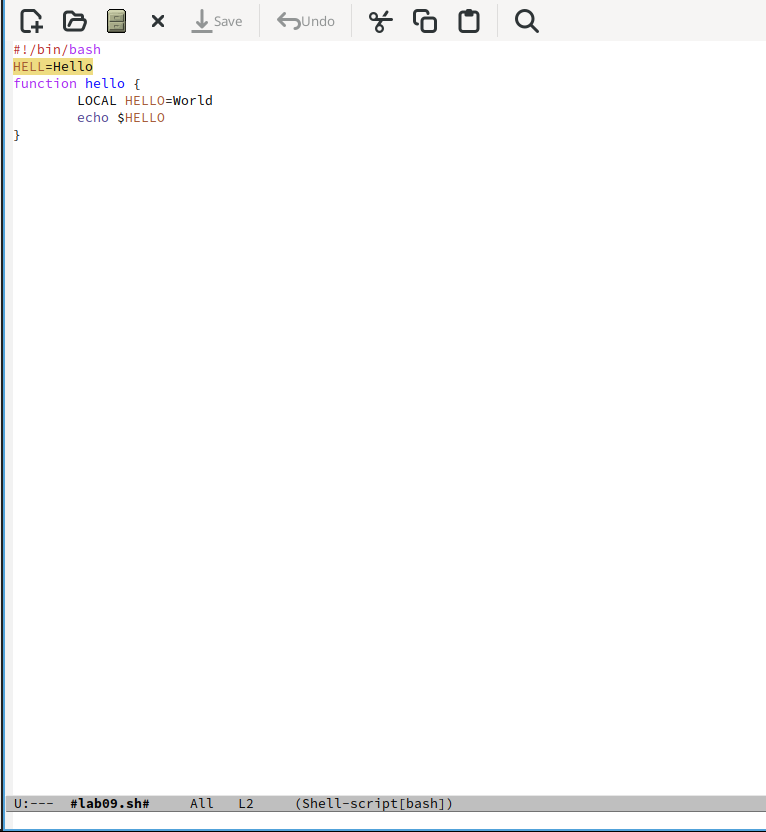 Save
Undo
#!/bin/bash
HELL=Hello
function hello {
        LOCAL HELLO=World
        echo $HELLO
}
U:---  #lab09.sh#     All   L2     (Shell-script[bash])